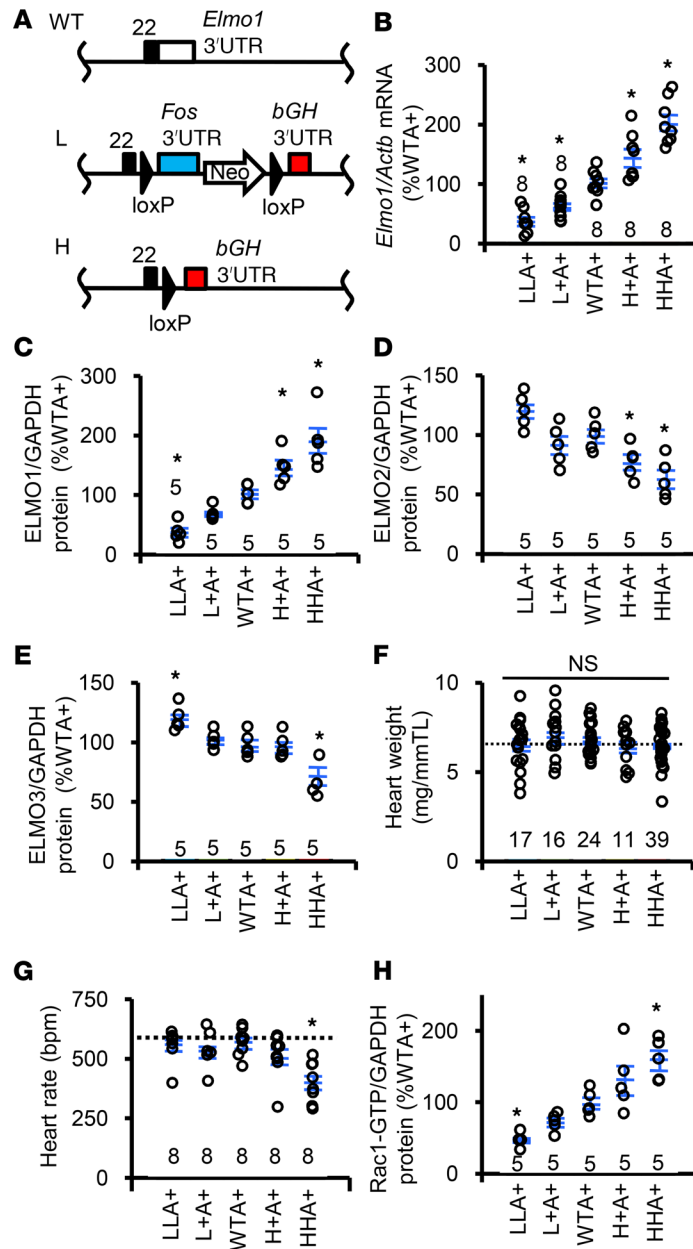 A
WT
22
Elmo1
3′UTR
L
22
Fos
3′UTR
bGH
3′UTR
Neo
loxP
loxP
H
22
bGH
3′UTR
loxP
B
Elmo1/Actb mRNA
(%WTA+)
300
200
100
0
*
*
*
*
8
8
8
8
8
LLA+
L+A+
WTA+
H+A+
HHA+
C
ELMO1/GAPDH
protein (%WTA+)
300
200
100
0
*
*
*
5
5
5
5
5
LLA+
L+A+
WTA+
H+A+
HHA+
D
ELMO2/GAPDH
protein (%WTA+)
150
100
50
0
*
*
5
5
5
5
5
LLA+
L+A+
WTA+
H+A+
HHA+
E
ELMO3/GAPDH
protein (%WTA+)
150
100
50
0
*
*
5
5
5
5
5
LLA+
L+A+
WTA+
H+A+
HHA+
F
Heart weight
(mg/mmTL)
10
5
0
NS
17 16 24 11 39
LLA+
L+A+
WTA+
H+A+
HHA+
G
Heart rate (bpm)
750
500
250
0
*
8
8
8
8
8
LLA+
L+A+
WTA+
H+A+
HHA+
H
Rac1-GTP/GAPDH
protein (%WTA+)
200
100
0
*
*
5
5
5
5
5
LLA+
L+A+
WTA+
H+A+
HHA+